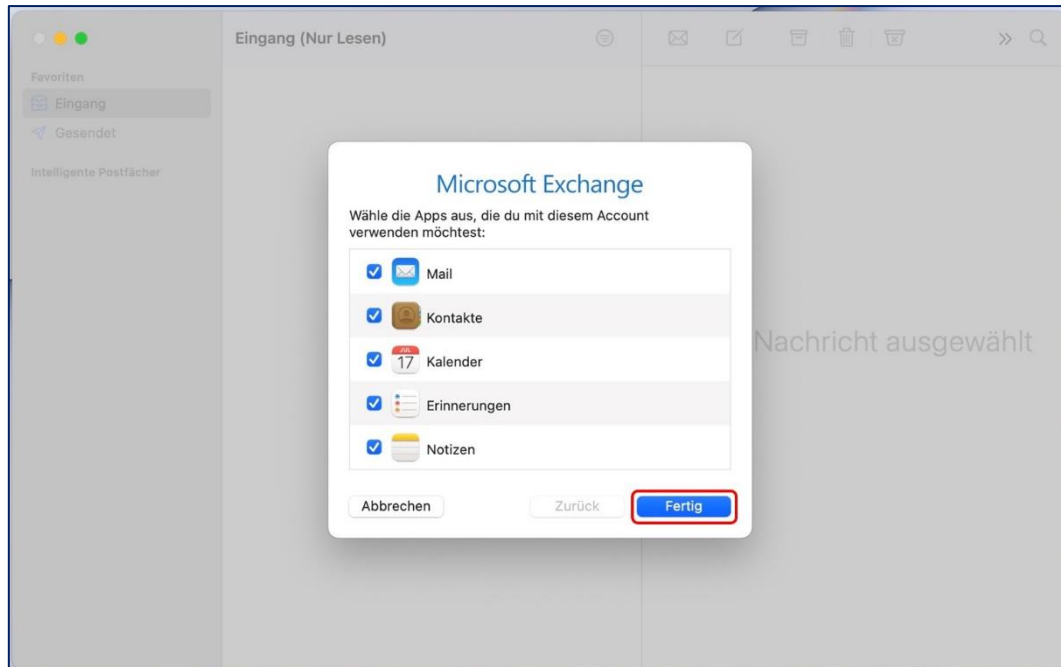 Eingang (Nur Lesen)
Favoriten
Eingang
Gesendet
Intelligente Postfächer
Nachricht ausgewählt
Microsoft Exchange
Wähle die Apps aus, die du mit diesem Account
verwenden möchtest:
Mail
Kontakte
JUL
17
Kalender
Erinnerungen
Notizen
Abbrechen
Zurück
Fertig